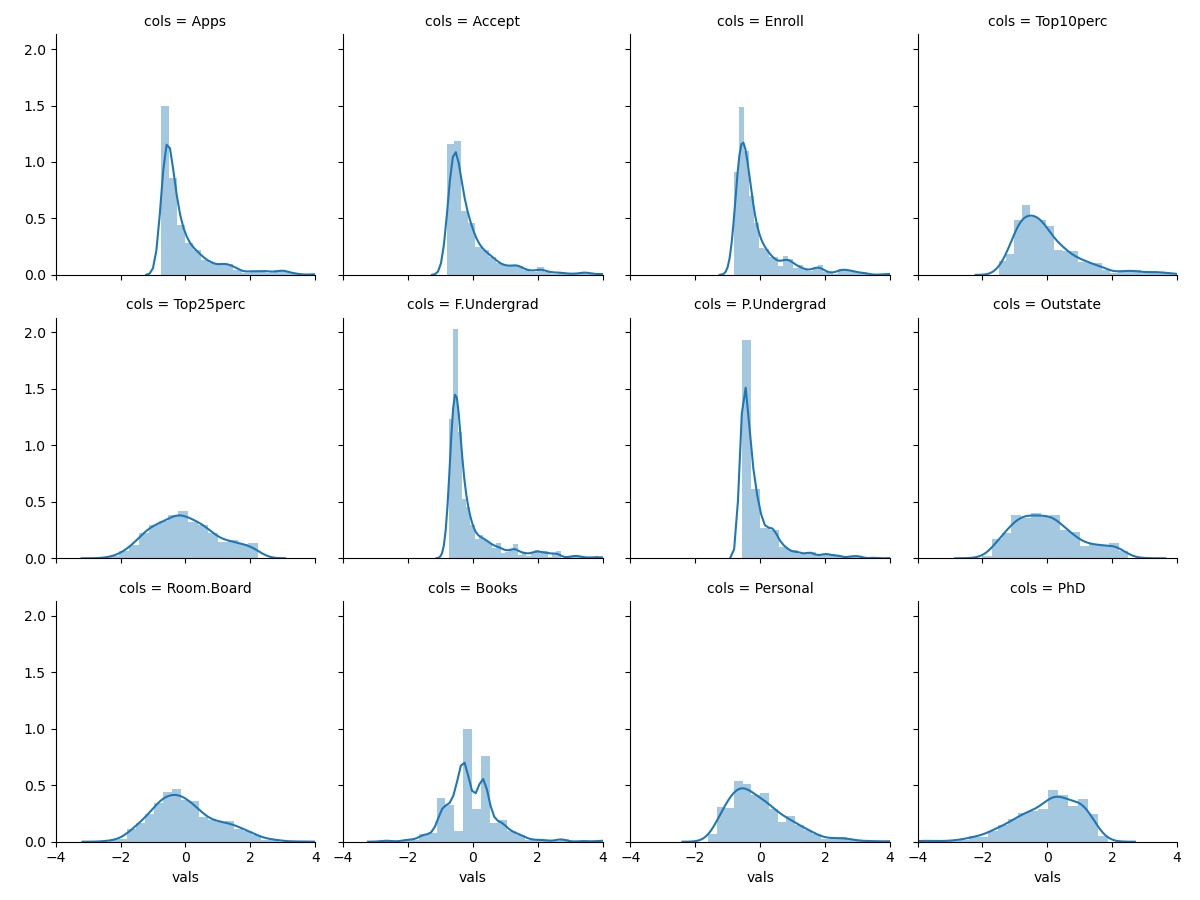 cols = Apps
cols = Accept
cols = Enroll
cols = Top10perc
2.0
1.5
1.0
0.5
0.0
cols = Top25perc
cols = F.Undergrad
cols = P.Undergrad
cols = Outstate
2.0
1.5
1.0
0.5
0.0
cols = Room.Board
cols = Books
cols = Personal
cols = PhD
2.0
1.5
1.0
0.5
0.0
−4 −2 0 2 4
−4 −2 0 2 4
−4 −2 0 2 4
−4 −2 0 2 4
vals
vals
vals
vals